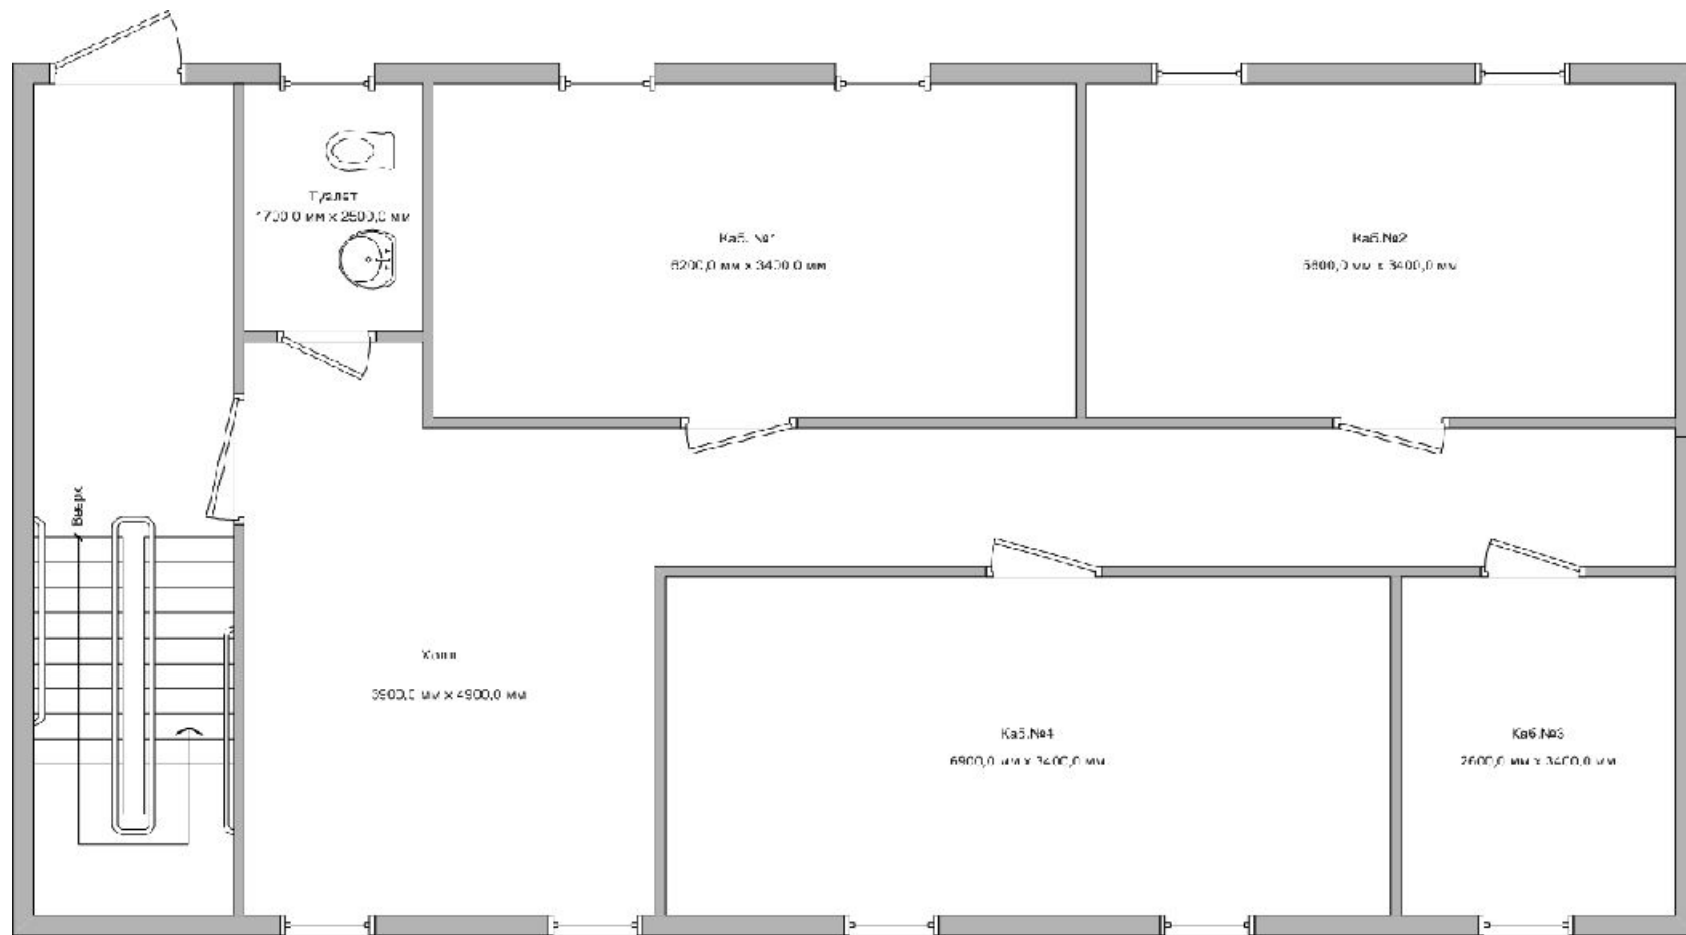 Туалет
1700,0 мм x 2500,0 мм
Каб. №1
6200,0 мм x 3400,0 мм
Каб.№2
5600,0 мм x 3400,0 мм
Вверх
Холл
3900,0 мм x 4900,0 мм
Каб.№4
6900,0 мм x 3400,0 мм
Каб.№3
2600,0 мм x 3400,0 мм